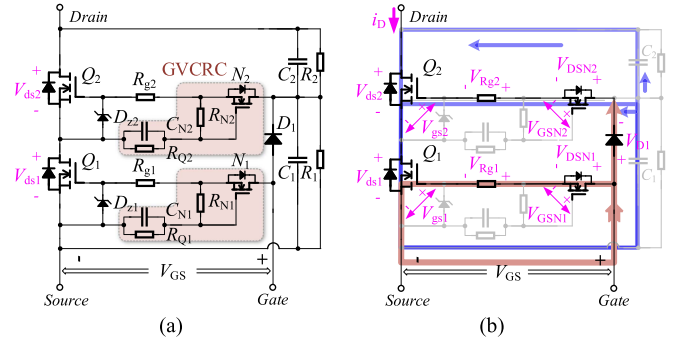 Drain
Q2
Rg2
GVCRC
N2
C2
R2
Vds2
+
-
Dz2
CN2
RN2
D1
RQ2
Q1
Rg1
N1
C1
R1
Vds1
+
-
Dz1
CN1
RN1
RQ1
-
+
VGS
Source
Gate
(a)
iD
Drain
Q2
Vds2
+
-
VRg2
VDSN2
C2
Vgs2
VGSN2
-
VD1
+
Q1
Vds1
+
-
VRg1
VDSN1
C1
Vgs1
VGSN1
-
+
VGS
Source
Gate
(b)